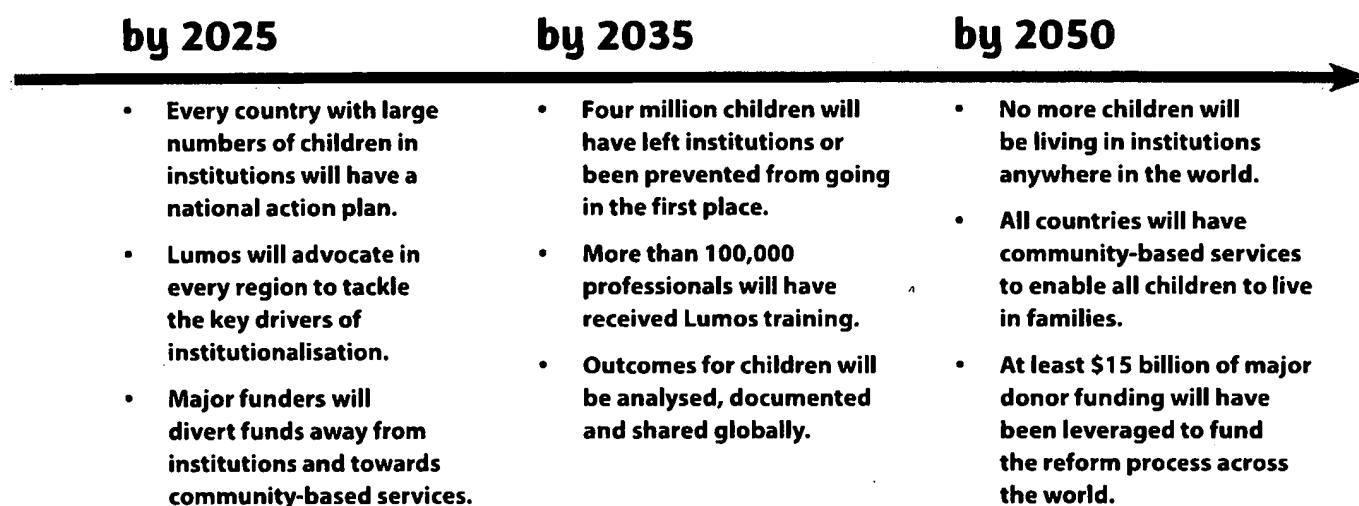 by 2025
• Every country with large
numbers of children in
institutions will have a
national action plan.
• Lumos will advocate in
every region to tackle
the key drivers of
institutionalisation.
• Major funders will
divert funds away from
institutions and towards
community-based services.
by 2035
• Four million children will
have left institutions or
been prevented from going
in the first place.
• More than 100,000
professionals will have
received Lumos training.
• Outcomes for children will
be analysed, documented
and shared globally.
by 2050
• No more children will
be living in institutions
anywhere in the world.
• All countries will have
community-based services
to enable all children to live
in families.
• At least $15 billion of major
donor funding will have
been leveraged to fund
the reform process across
the world.